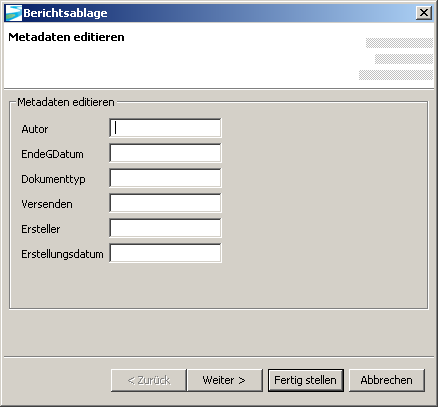 Berichtsablage
Metadaten editieren
Metadaten editieren
Autor
EndeGDatum
Dokumenttyp
Versenden
Ersteller
Erstellungsdatum
< Zurück Weiter > Fertig stellen Abbrechen